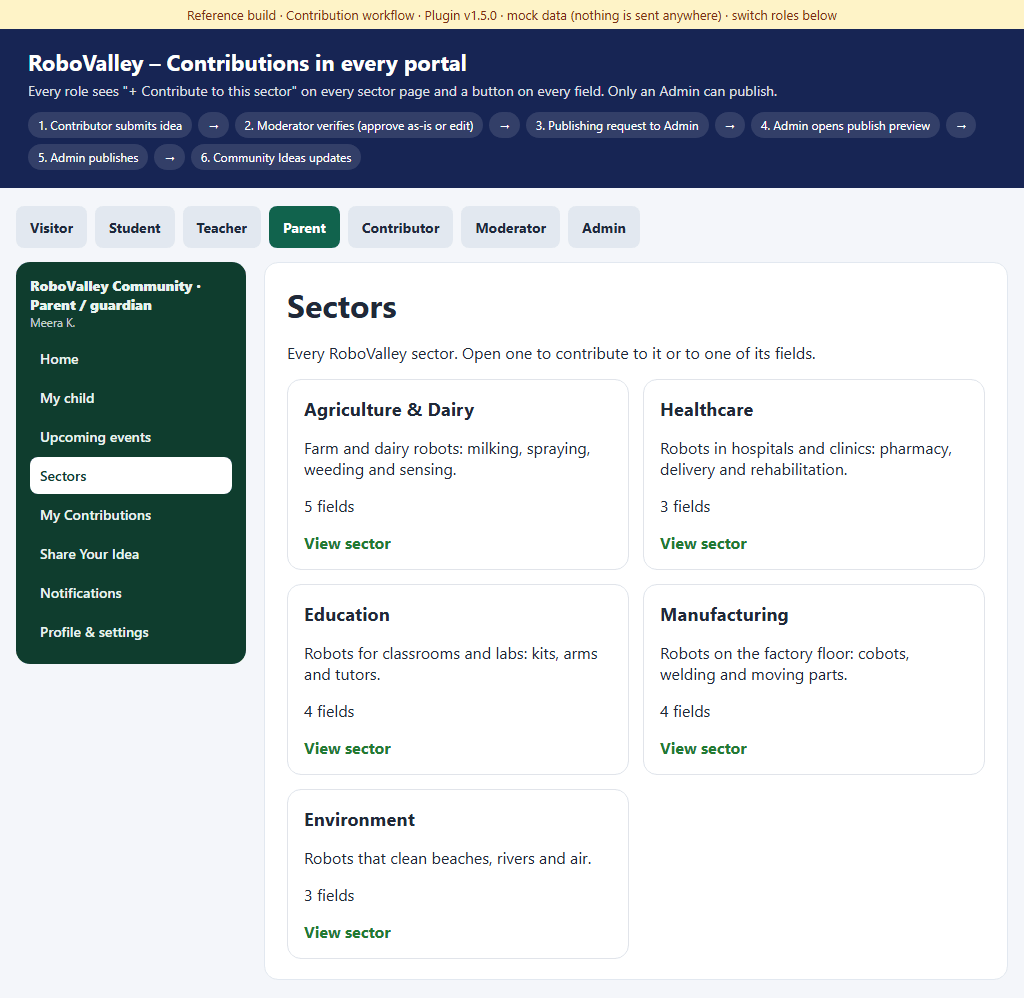 Reference build · Contribution workflow · Plugin v1.5.0 · mock data (nothing is sent anywhere) · switch roles below
RoboValley – Contributions in every portal
Every role sees "+ Contribute to this sector" on every sector page and a button on every field. Only an Admin can publish.
1. Contributor submits idea → 2. Moderator verifies (approve as-is or edit) → 3. Publishing request to Admin → 4. Admin opens publish preview →
5. Admin publishes → 6. Community Ideas updates
Visitor Student Teacher Parent Contributor Moderator Admin
RoboValley Community ·
Parent / guardian
Meera K.
Home
My child
Upcoming events
Sectors
My Contributions
Share Your Idea
Notifications
Profile & settings
Sectors
Every RoboValley sector. Open one to contribute to it or to one of its fields.
Agriculture & Dairy
Farm and dairy robots: milking, spraying,
weeding and sensing.
5 fields
View sector
Healthcare
Robots in hospitals and clinics: pharmacy,
delivery and rehabilitation.
3 fields
View sector
Education
Robots for classrooms and labs: kits, arms
and tutors.
4 fields
View sector
Manufacturing
Robots on the factory floor: cobots,
welding and moving parts.
4 fields
View sector
Environment
Robots that clean beaches, rivers and air.
3 fields
View sector